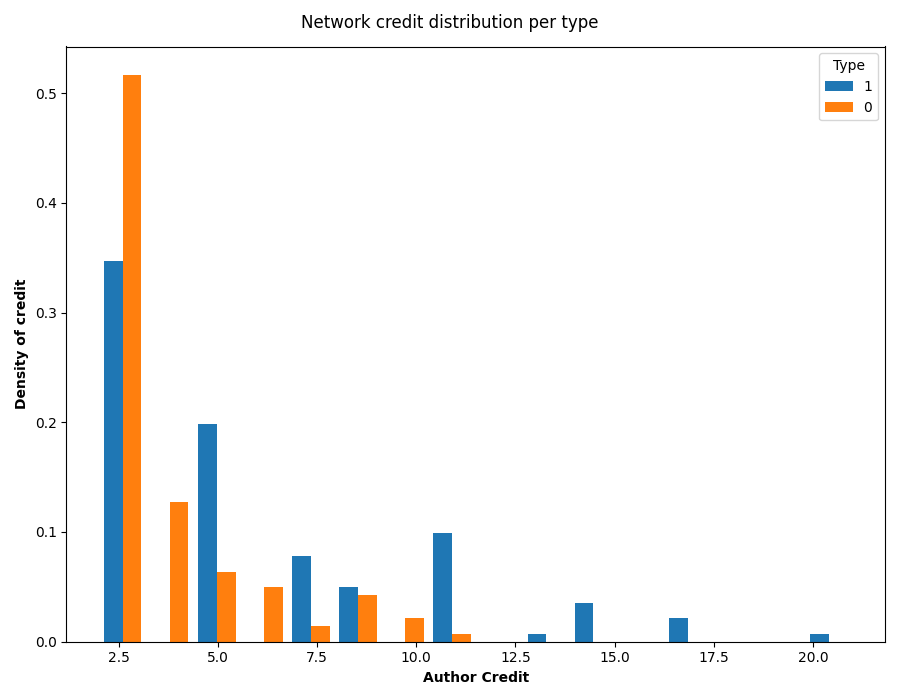 Network credit distribution per type
Type
1
0
Density of credit
0.5
0.4
0.3
0.2
0.1
0.0
2.5 5.0 7.5 10.0 12.5 15.0 17.5 20.0
Author Credit